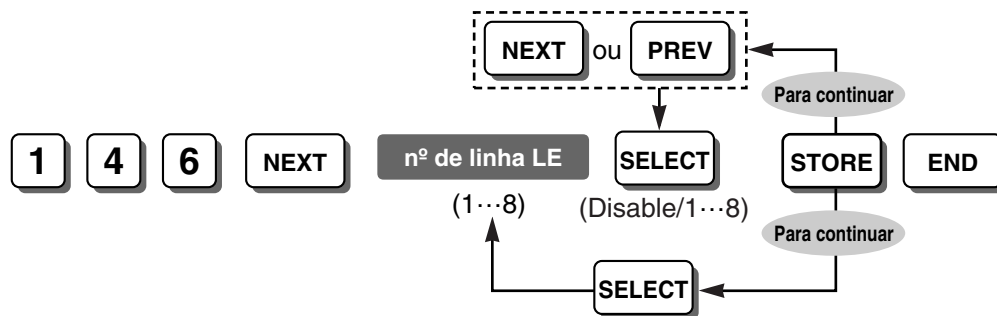 NEXT ou PREV
Para continuar
1 4 6 NEXT nº de linha LE SELECT STORE END
(1···8) (Disable/1···8)
Para continuar
SELECT